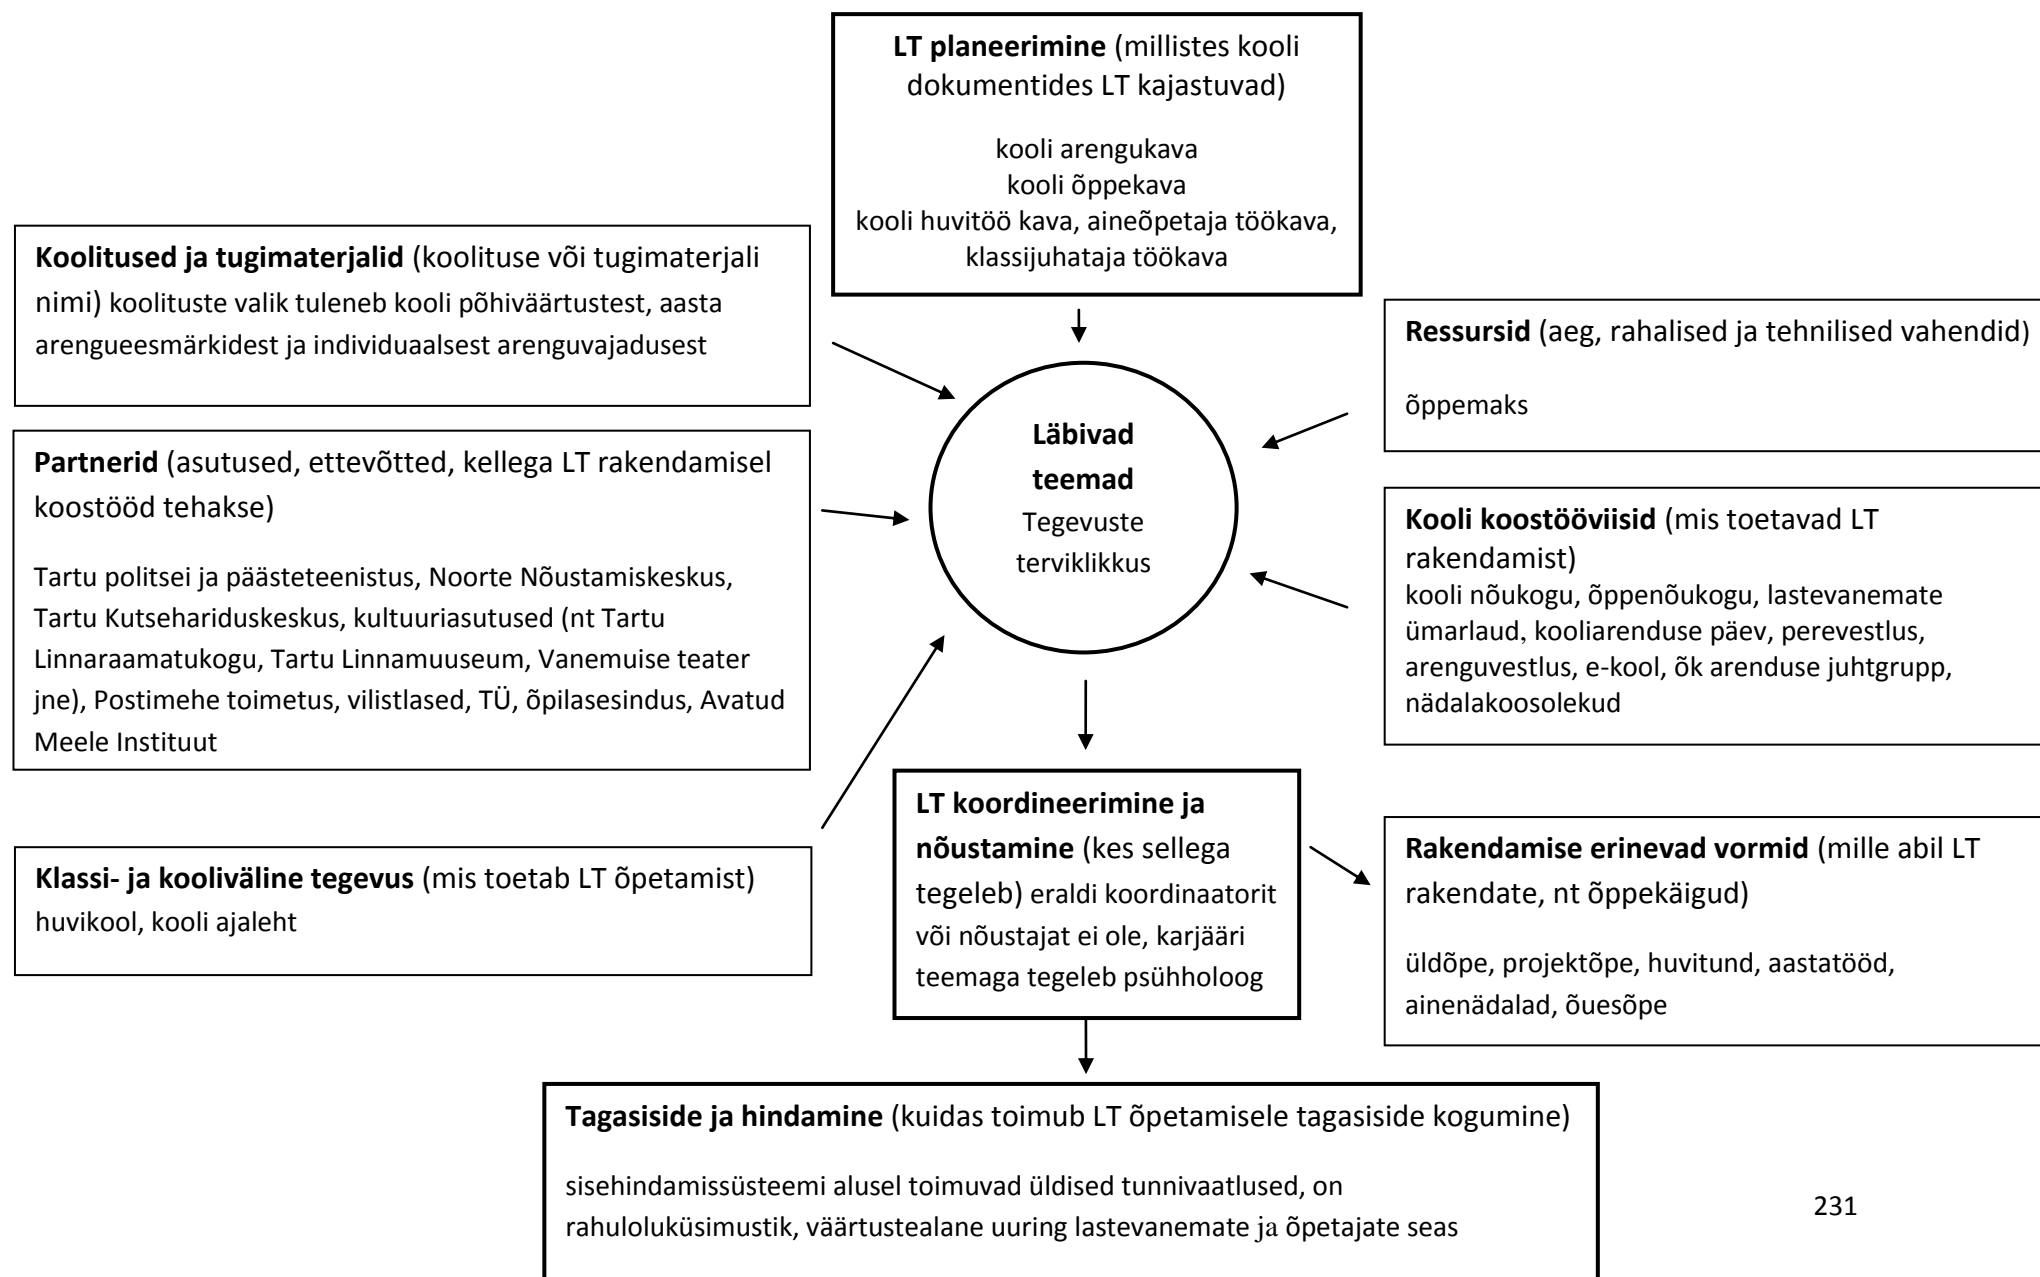 LT planeerimine (millistes kooli
dokumentides LT kajastuvad)
kooli arengukava
kooli õppekava
kooli huvitöö kava, aineõpetaja töökava,
klassijuhataja töökava
Koolitused ja tugimaterjalid (koolituse või tugimaterjali
nimi) koolituste valik tuleneb kooli põhiväärtustest, aasta
arengueesmärkidest ja individuaalsest arenguvajadusest
Ressursid (aeg, rahalised ja tehnilised vahendid)
õppemaks
Partnerid (asutused, ettevõtted, kellega LT rakendamisel
koostööd tehakse)
Tartu politsei ja päästeteenistus, Noorte Nõustamiskeskus,
Tartu Kutsehariduskeskus, kultuuriasutused (nt Tartu
Linnaraamatukogu, Tartu Linnamuuseum, Vanemuise teater
jne), Postimehe toimetus, vilistlased, TÜ, õpilasesindus, Avatud
Meele Instituut
Läbivad
teemad
Tegevuste
terviklikkus
Kooli koostööviisid (mis toetavad LT
rakendamist)
kooli nõukogu, õppenõukogu, lastevanemate
ümarlaud, kooliarenduse päev, perevestlus,
arenguvestlus, e-kool, õk arenduse juhtgrupp,
nädalakoosolekud
Klassi- ja kooliväline tegevus (mis toetab LT õpetamist)
huvikool, kooli ajaleht
LT koordineerimine ja
nõustamine (kes sellega
tegeleb) eraldi koordinaatorit
või nõustajat ei ole, karjääri
teemaga tegeleb psühholoog
Rakendamise erinevad vormid (mille abil LT
rakendate, nt õppekäigud)
üldõpe, projektõpe, huvitund, aastatööd,
ainenädalad, õuesõpe
Tagasiside ja hindamine (kuidas toimub LT õpetamisele tagasiside kogumine)
sisehindamissüsteemi alusel toimuvad üldised tunnivaatlused, on
rahuloluküsimustik, väärtustealane uuring lastevanemate ja õpetajate seas
231